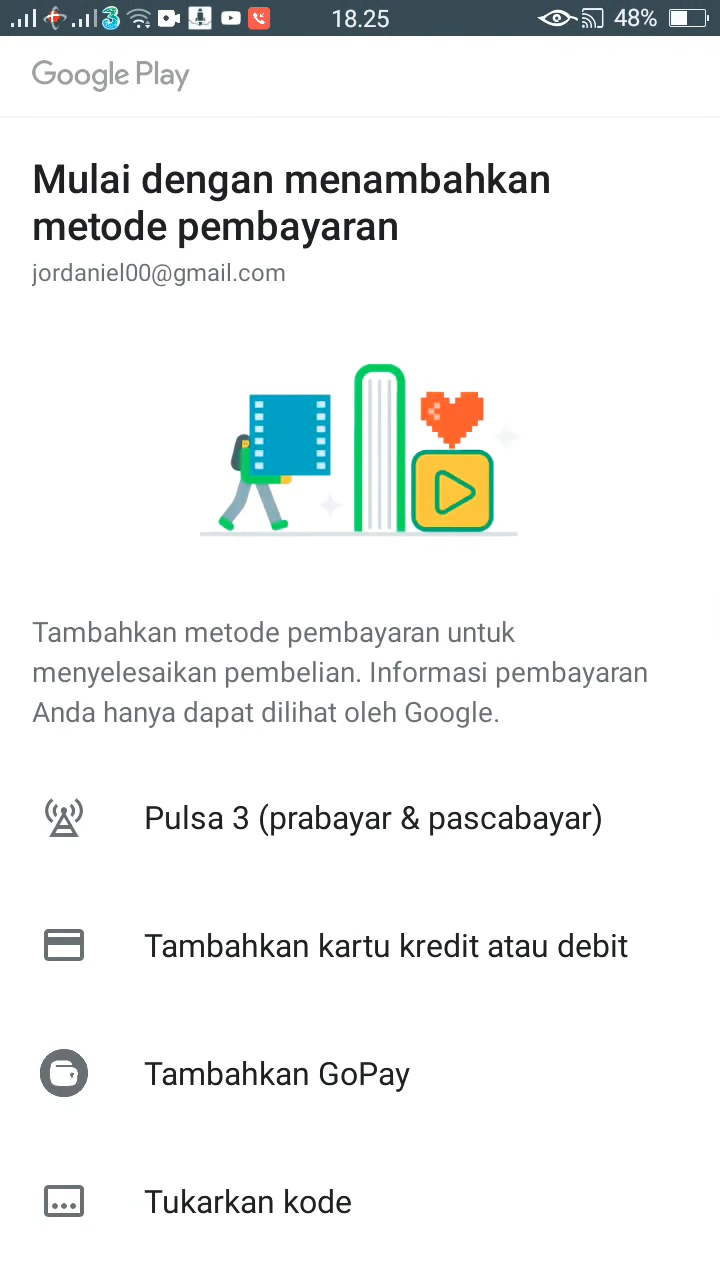 18.25
48%
Google Play
Mulai dengan menambahkan
metode pembayaran
jordaniel00@gmail.com
Tambahkan metode pembayaran untuk
menyelesaikan pembelian. Informasi pembayaran
Anda hanya dapat dilihat oleh Google.
Pulsa 3 (prabayar & pascabayar)
Tambahkan kartu kredit atau debit
Tambahkan GoPay
Tukarkan kode